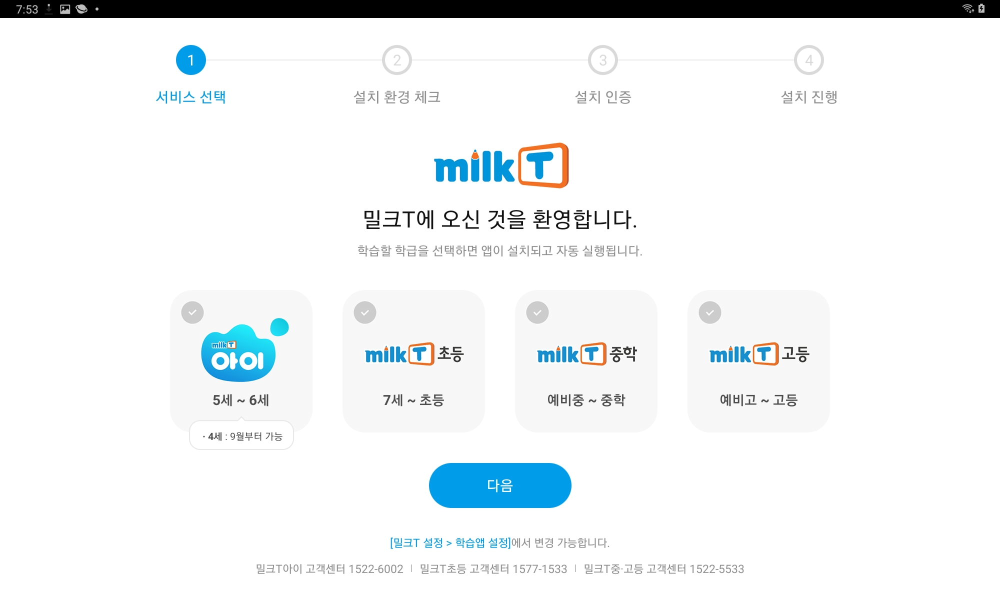 7:53
1
2
3
4
서비스 선택
설치 환경 체크
설치 인증
설치 진행
milk T
밀크T에 오신 것을 환영합니다.
학습할 학급을 선택하면 앱이 설치되고 자동 실행됩니다.
milk T
아이
5세 ~ 6세
· 4세 : 9월부터 가능
milk T 초등
7세 ~ 초등
milk T 중학
예비중 ~ 중학
milk T 고등
예비고 ~ 고등
다음
[밀크T 설정 > 학습앱 설정]에서 변경 가능합니다.
밀크T아이 고객센터 1522-6002 | 밀크T초등 고객센터 1577-1533 | 밀크T중·고등 고객센터 1522-5533